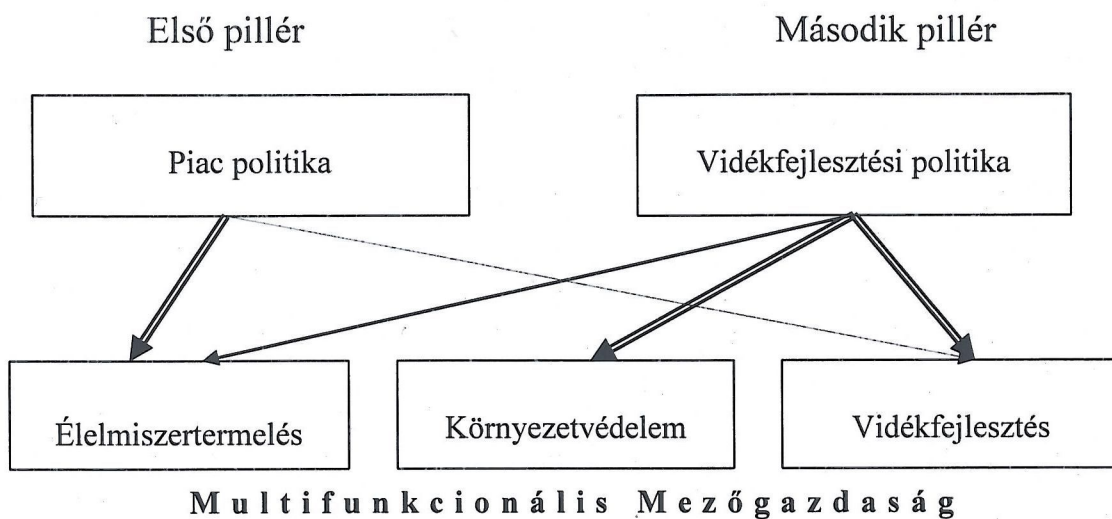 Első pillér
Második pillér
Piac politika
Vidékfejlesztési politika
Élelmiszertermelés
Környezetvédelem
Vidékfejlesztés
Multifunkcionális Mezőgazdaság